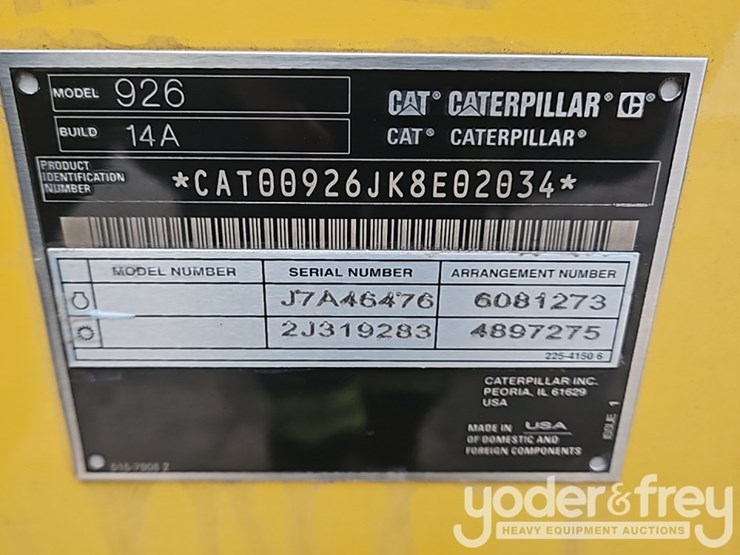 MODEL 926
BUILD 14A
CAT® CATERPILLAR®
CAT® CATERPILLAR®
PRODUCT IDENTIFICATION NUMBER *CAT00926JK8E02034*
MODEL NUMBER SERIAL NUMBER ARRANGEMENT NUMBER
J7A46476 6081273
2J319283 4897275
225-4150 6
CATERPILLAR INC.
PEORIA, IL 61629
USA
MADE IN USA
OF DOMESTIC AND
FOREIGN COMPONENTS
ISSUE 1
yoder&frey
HEAVY EQUIPMENT AUCTIONS